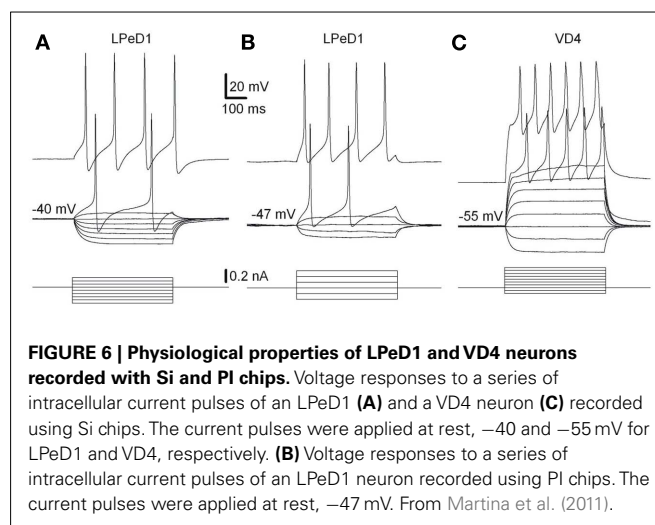 A
LPeD1
B
LPeD1
C
VD4
20 mV
100 ms
-40 mV
-47 mV
-55 mV
0.2 nA
FIGURE 6 | Physiological properties of LPeD1 and VD4 neurons
recorded with Si and PI chips. Voltage responses to a series of
intracellular current pulses of an LPeD1 (A) and a VD4 neuron (C) recorded
using Si chips. The current pulses were applied at rest, −40 and −55 mV for
LPeD1 and VD4, respectively. (B) Voltage responses to a series of
intracellular current pulses of an LPeD1 neuron recorded using PI chips. The
current pulses were applied at rest, −47 mV. From Martina et al. (2011).